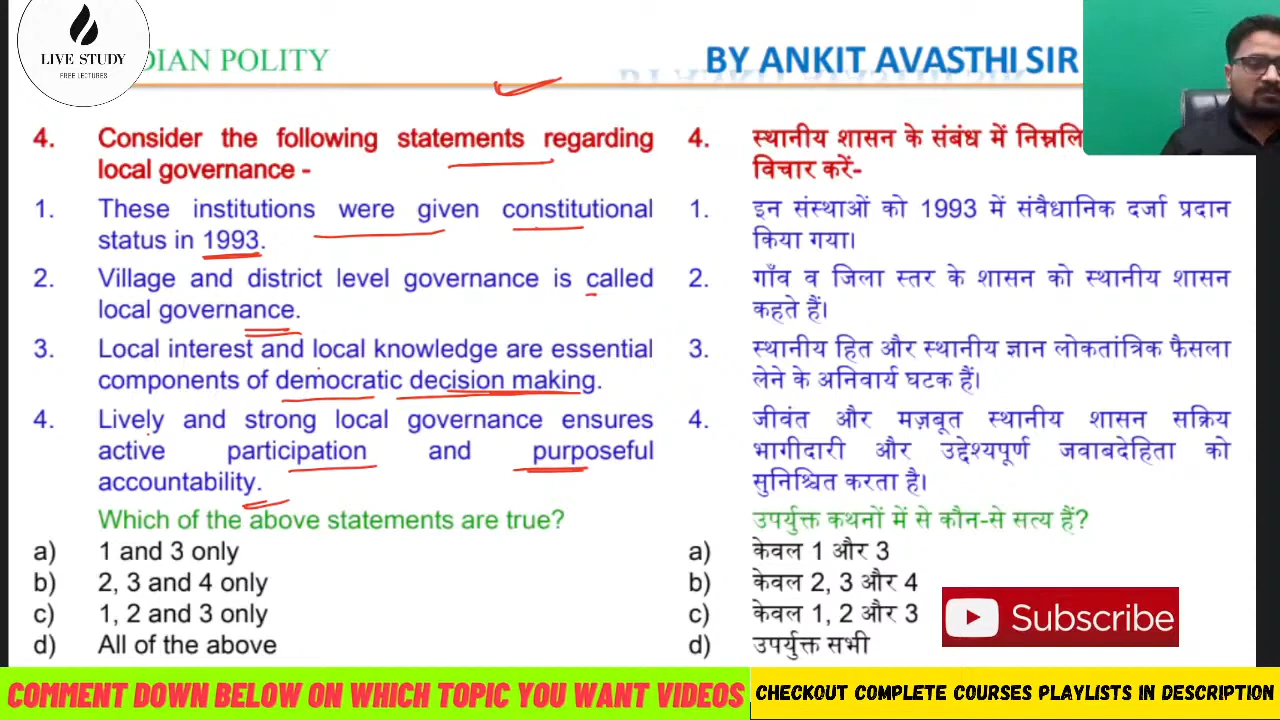 LIVE STUDY
FREE LECTURES
DIAN POLITY
BY ANKIT AVASTHI SIR
4. Consider the following statements regarding
local governance -
1. These institutions were given constitutional
status in 1993.
2. Village and district level governance is called
local governance.
3. Local interest and local knowledge are essential
components of democratic decision making.
4. Lively and strong local governance ensures
active participation and purposeful
accountability.
Which of the above statements are true?
a) 1 and 3 only
b) 2, 3 and 4 only
c) 1, 2 and 3 only
d) All of the above
4. स्थानीय शासन के संबंध में
विचार करें-
1. इन संस्थाओं को 1993 में संवैधानिक दर्जा प्रदान
किया गया।
2. गाँव व जिला स्तर के शासन को स्थानीय शासन
कहते हैं।
3. स्थानीय हित और स्थानीय ज्ञान लोकतांत्रिक फैसला
लेने के अनिवार्य घटक हैं।
4. जीवंत और मज़बूत स्थानीय शासन सक्रिय
भागीदारी और उद्देश्यपूर्ण जवाबदेहिता को
सुनिश्चित करता है।
उपर्युक्त कथनों में से कौन-से सत्य हैं?
a) केवल 1 और 3
b) केवल 2, 3 और 4
c) केवल 1, 2 और 3
d) उपर्युक्त सभी
Subscribe
COMMENT DOWN BELOW ON WHICH TOPIC YOU WANT VIDEOS
CHECKOUT COMPLETE COURSES PLAYLISTS IN DESCRIPTION